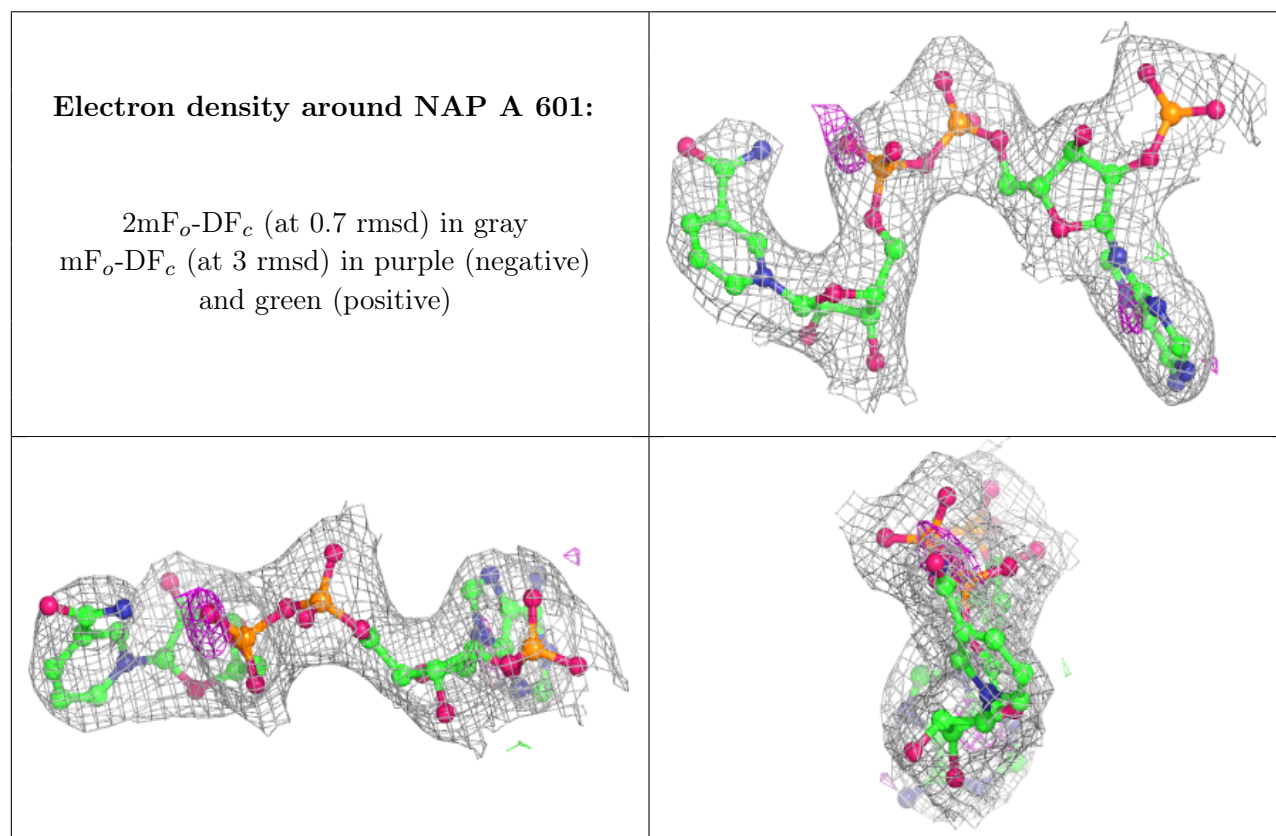 Electron density around NAP A 601:
2mFo-DFc (at 0.7 rmsd) in gray
mFo-DFc (at 3 rmsd) in purple (negative)
and green (positive)